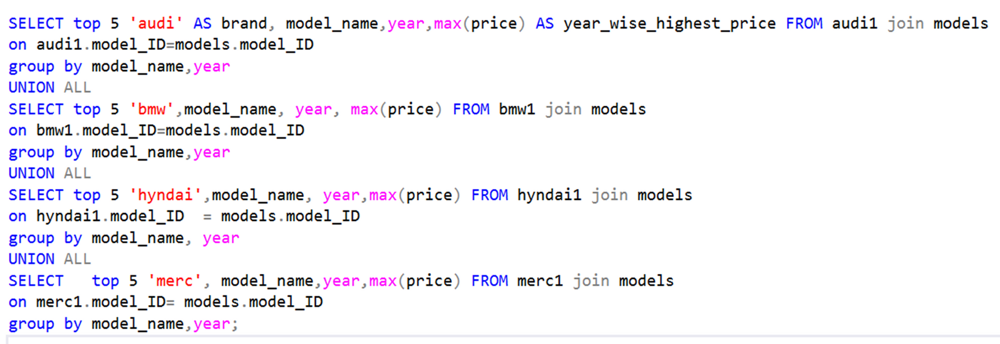 SELECT top 5 'audi' AS brand, model_name,year,max(price) AS year_wise_highest_price FROM audi1 join models
on audi1.model_ID=models.model_ID
group by model_name,year
UNION ALL
SELECT top 5 'bmw',model_name, year, max(price) FROM bmw1 join models
on bmw1.model_ID=models.model_ID
group by model_name,year
UNION ALL
SELECT top 5 'hyndai',model_name, year,max(price) FROM hyndai1 join models
on hyndai1.model_ID  = models.model_ID
group by model_name, year
UNION ALL
SELECT   top 5 'merc', model_name,year,max(price) FROM merc1 join models
on merc1.model_ID= models.model_ID
group by model_name,year;